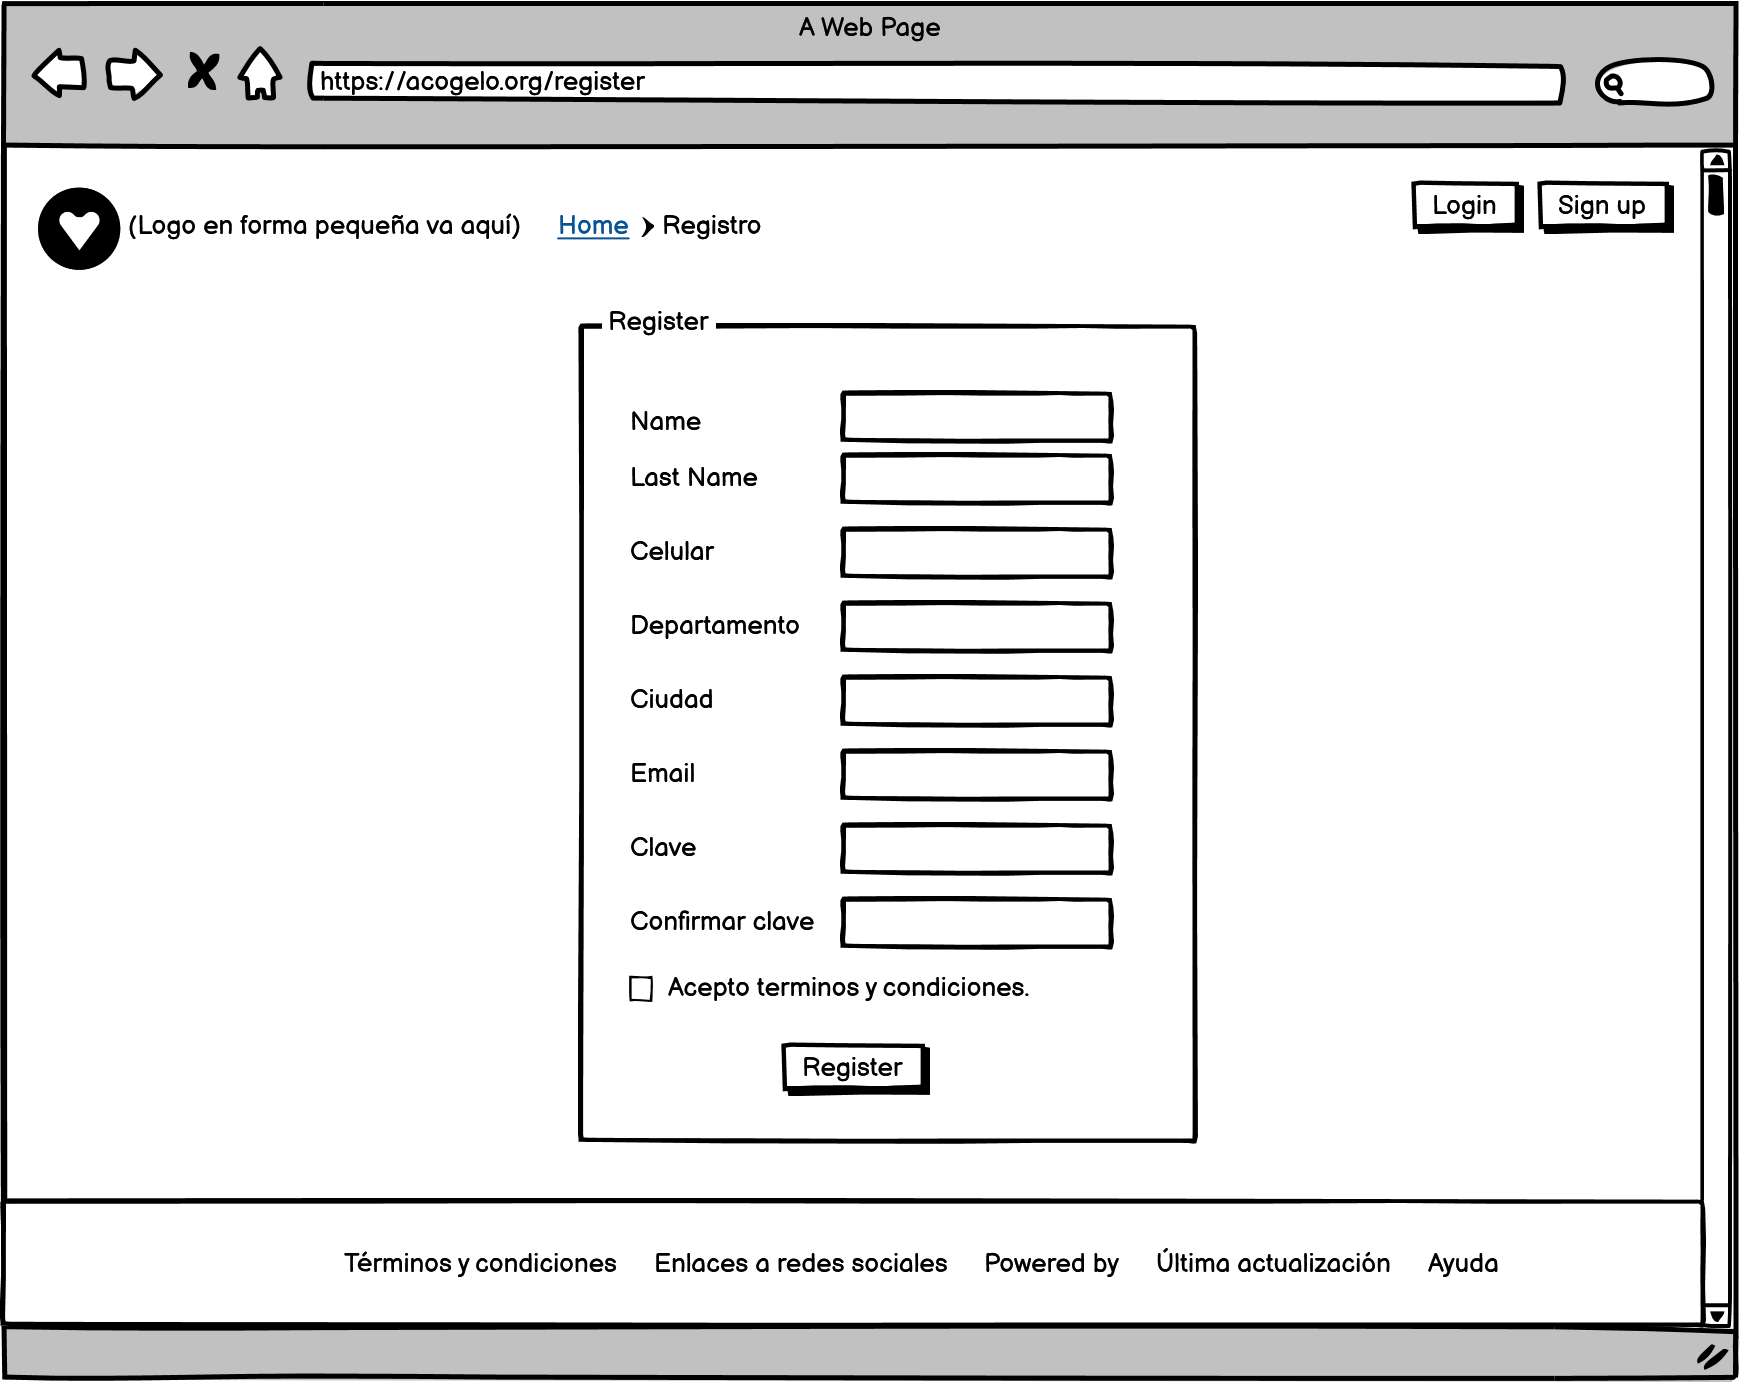 A Web Page
https://acogelo.org/register
(Logo en forma pequeña va aquí) Home Registro Login Sign up
Register
Name
Last Name
Celular
Departamento
Ciudad
Email
Clave
Confirmar clave
Acepto terminos y condiciones.
Register
Términos y condiciones Enlaces a redes sociales Powered by Última actualización Ayuda